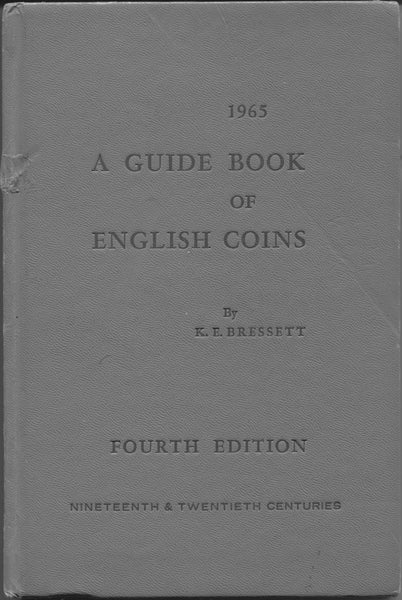 1965
A GUIDE BOOK
OF
ENGLISH COINS
By
K. E. BRESSETT
FOURTH EDITION
NINETEENTH & TWENTIETH CENTURIES